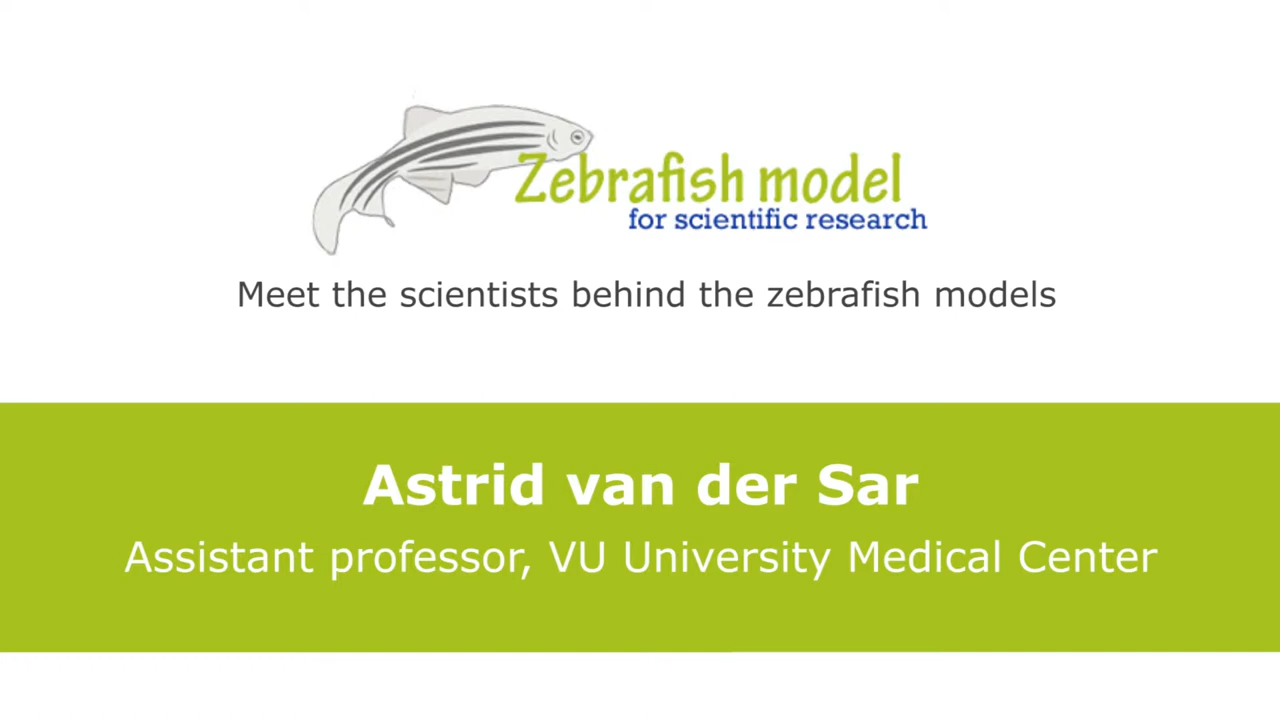 Zebrafish model
for scientific research
Meet the scientists behind the zebrafish models
Astrid van der Sar
Assistant professor, VU University Medical Center